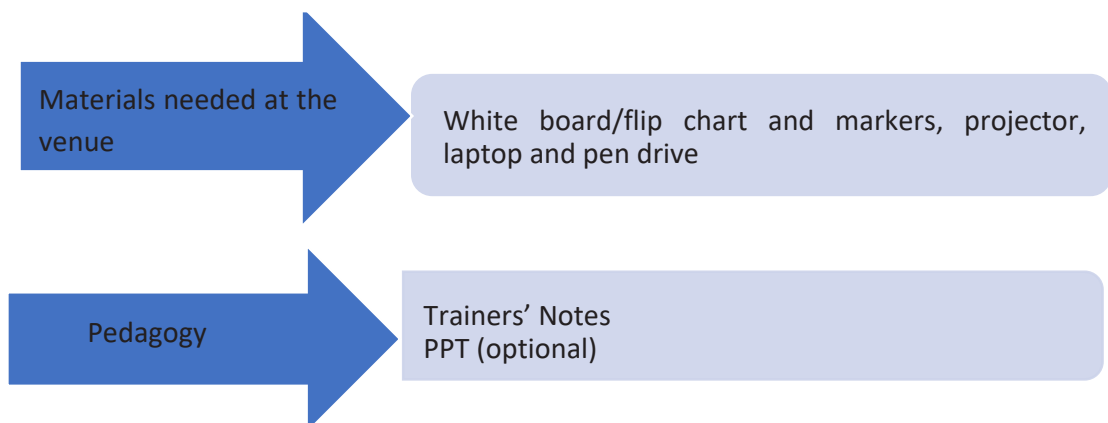 Materials needed at the
venue
White board/flip chart and markers, projector,
laptop and pen drive
Pedagogy
Trainers’ Notes
PPT (optional)